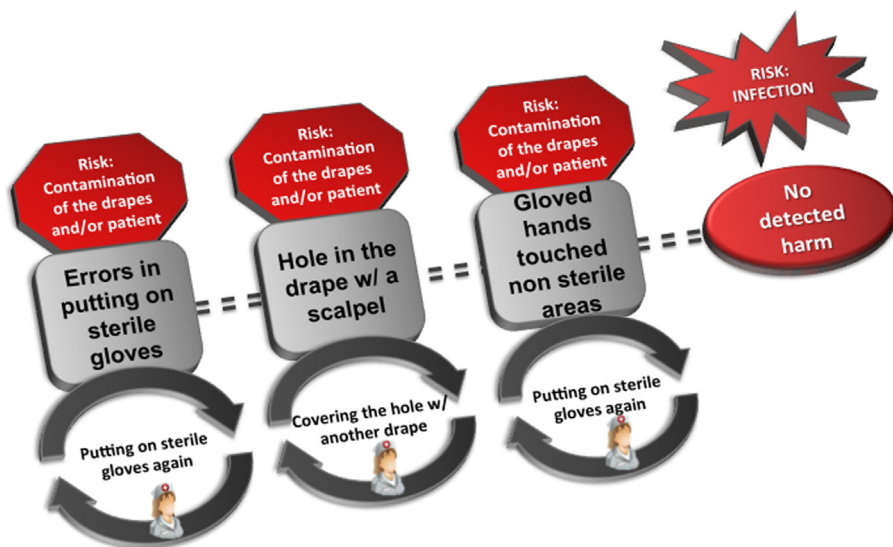 Risk:
Contamination
of the drapes
and/or patient
Errors in
putting on
sterile
gloves
Putting on sterile
gloves again
Risk:
Contamination
of the drapes
and/or patient
Hole in the
drape w/ a
scalpel
Covering the hole w/
another drape
Risk:
Contamination
of the drapes
and/or patient
Gloved
hands
touched
non sterile
areas
Putting on sterile
gloves again
RISK:
INFECTION
No
detected
harm